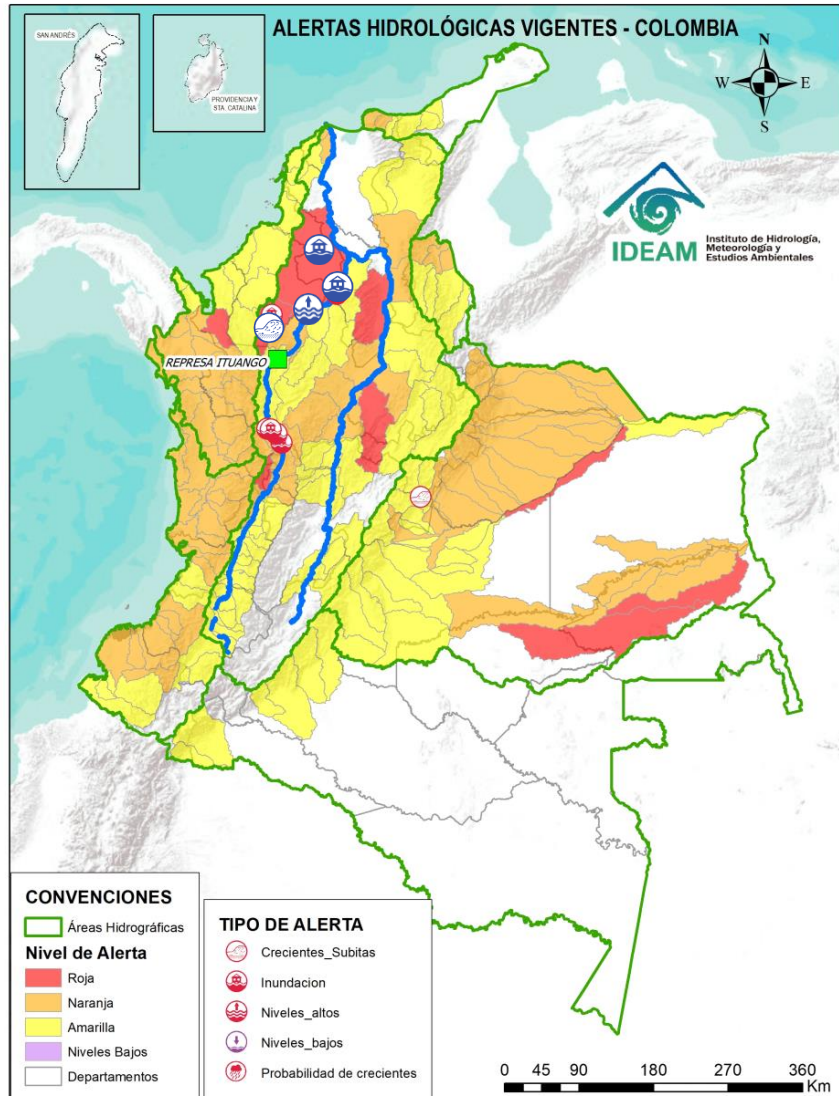 ALERTAS HIDROLÓGICAS VIGENTES - COLOMBIA
SAN ANDRÉS
PROVIDENCIA Y
STA. CATALINA
N
W
E
S
IDEAM
Instituto de Hidrología,
Meteorología y
Estudios Ambientales
REPRESA ITUANGO
CONVENCIONES
Áreas Hidrográficas
Nivel de Alerta
Roja
Naranja
Amarilla
Niveles Bajos
Departamentos
TIPO DE ALERTA
Crecientes_Subitas
Inundacion
Niveles_altos
Niveles_bajos
Probabilidad de crecientes
0 45 90 180 270 360
Km